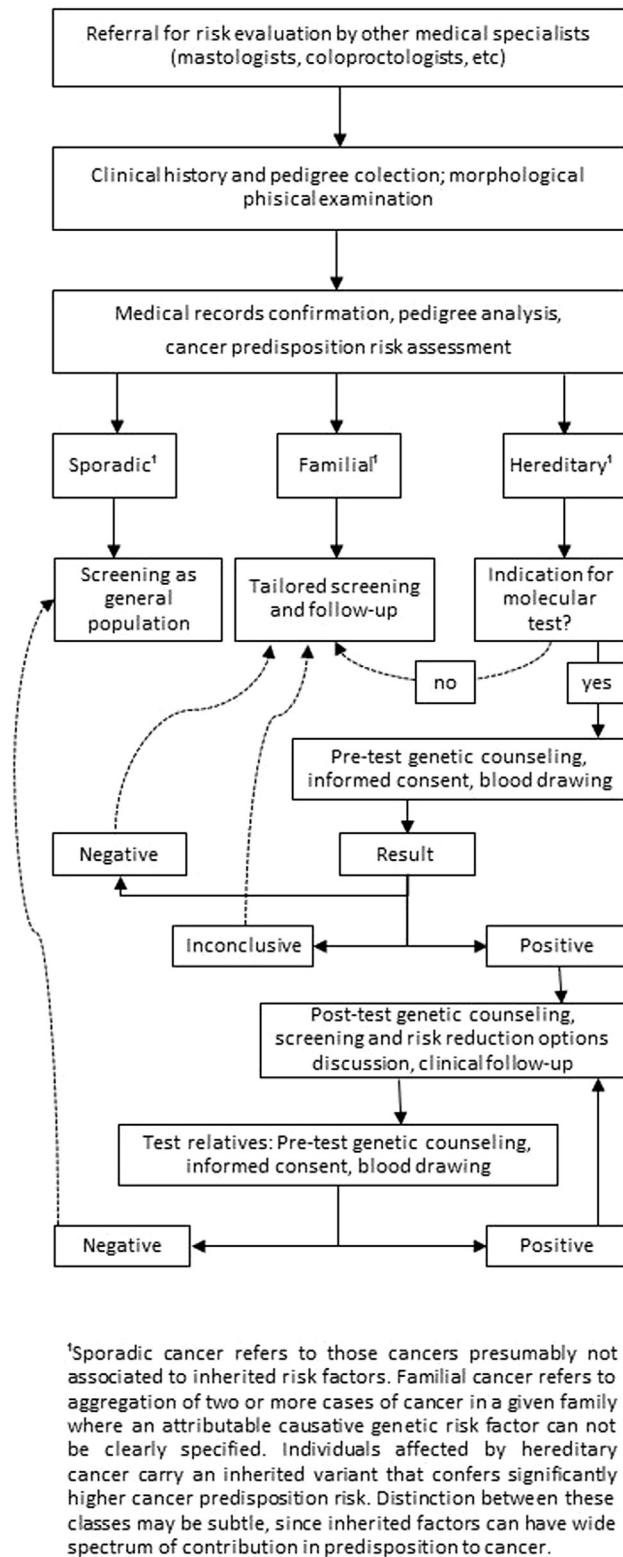 Referral for risk evaluation by other medical specialists
(mastologists, coloproctologists, etc)
Clinical history and pedigree colection; morphological
phisical examination
Medical records confirmation, pedigree analysis,
cancer predisposition risk assessment
Sporadic¹
Familial¹
Hereditary¹
Screening as
general
population
Tailored screening
and follow-up
Indication for
molecular
test?
no
yes
Pre-test genetic counseling,
informed consent, blood drawing
Negative
Result
Inconclusive
Positive
Post-test genetic counseling,
screening and risk reduction options
discussion, clinical follow-up
Test relatives: Pre-test genetic counseling,
informed consent, blood drawing
Negative
Positive
¹Sporadic cancer refers to those cancers presumably not
associated to inherited risk factors. Familial cancer refers to
aggregation of two or more cases of cancer in a given family
where an attributable causative genetic risk factor can not
be clearly specified. Individuals affected by hereditary
cancer carry an inherited variant that confers significantly
higher cancer predisposition risk. Distinction between these
classes may be subtle, since inherited factors can have wide
spectrum of contribution in predisposition to cancer.